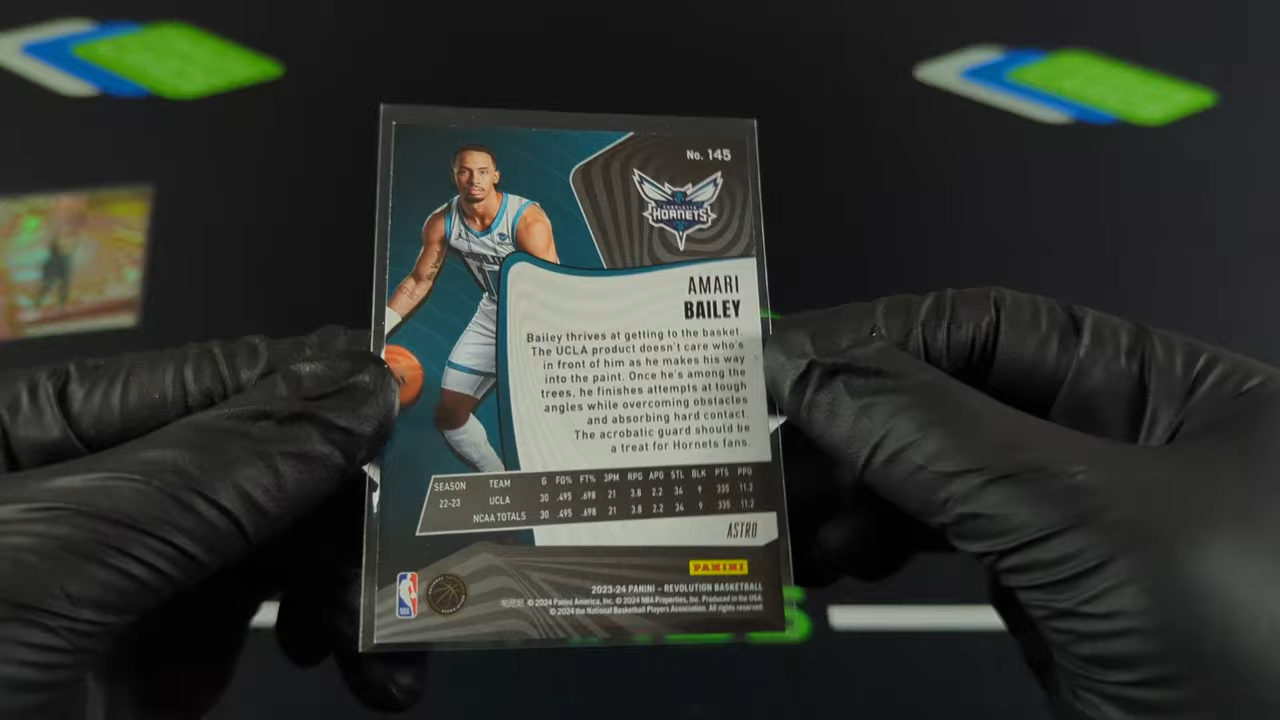 No. 145
CHARLOTTE
HORNETS
AMARI
BAILEY
Bailey thrives at getting to the basket.
The UCLA product doesn't care who's
in front of him as he makes his way
into the paint. Once he's among the
trees, he finishes attempts at tough
angles while overcoming obstacles
and absorbing hard contact.
The acrobatic guard should be
a treat for Hornets fans.
SEASON TEAM G FG% FT% 3PM RPG APG STL BLK PTS PPG
22-23 UCLA 30 .495 .698 21 3.8 2.2 34 9 335 11.2
NCAA TOTALS 30 .495 .698 21 3.8 2.2 34 9 335 11.2
ASTRO
PANINI
2023-24 PANINI – REVOLUTION BASKETBALL
© 2024 Panini America, Inc. © 2024 NBA Properties, Inc. Produced in the USA.
© 2024 the National Basketball Players Association. All rights reserved
NBA